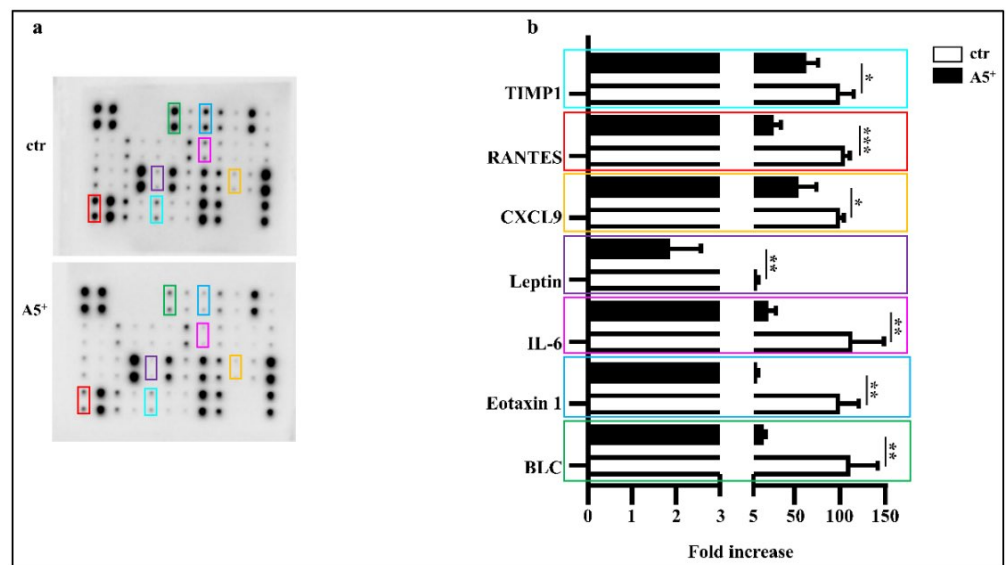 a
b
ctr
A5⁺
ctr
A5⁺
TIMP1
*
RANTES
***
CXCL9
*
Leptin
**
IL-6
**
Eotaxin 1
**
BLC
**
0 1 2 3 5 50 100 150
Fold increase